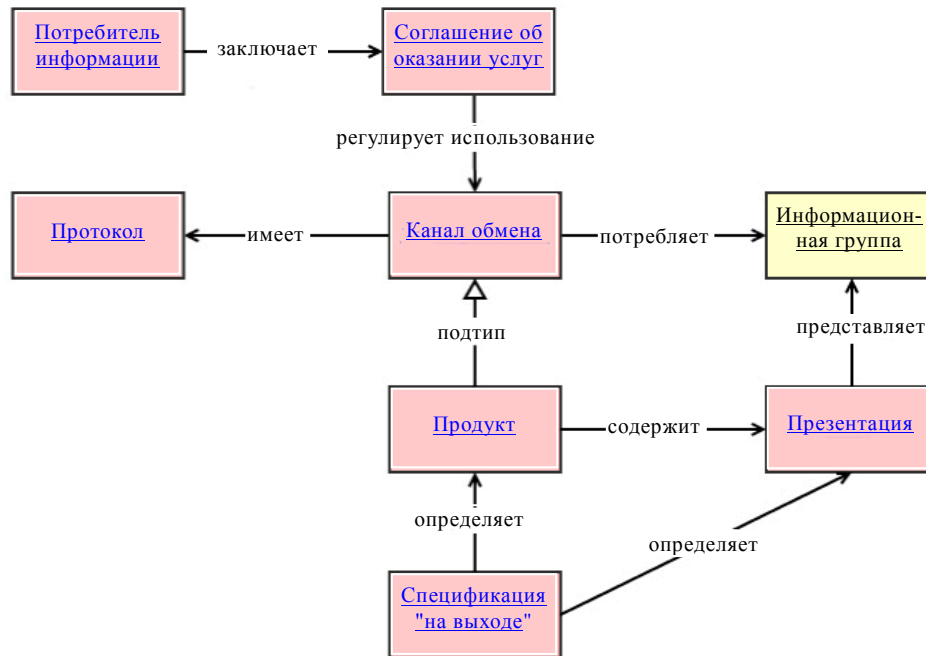 Потребитель
информации
заключает
Соглашение об
оказании услуг
регулирует использование
Протокол
имеет
Канал обмена
потребляет
Информацион-
ная группа
подтип
представляет
Продукт
содержит
Презентация
определяет
определяет
Спецификация
"на выходе"